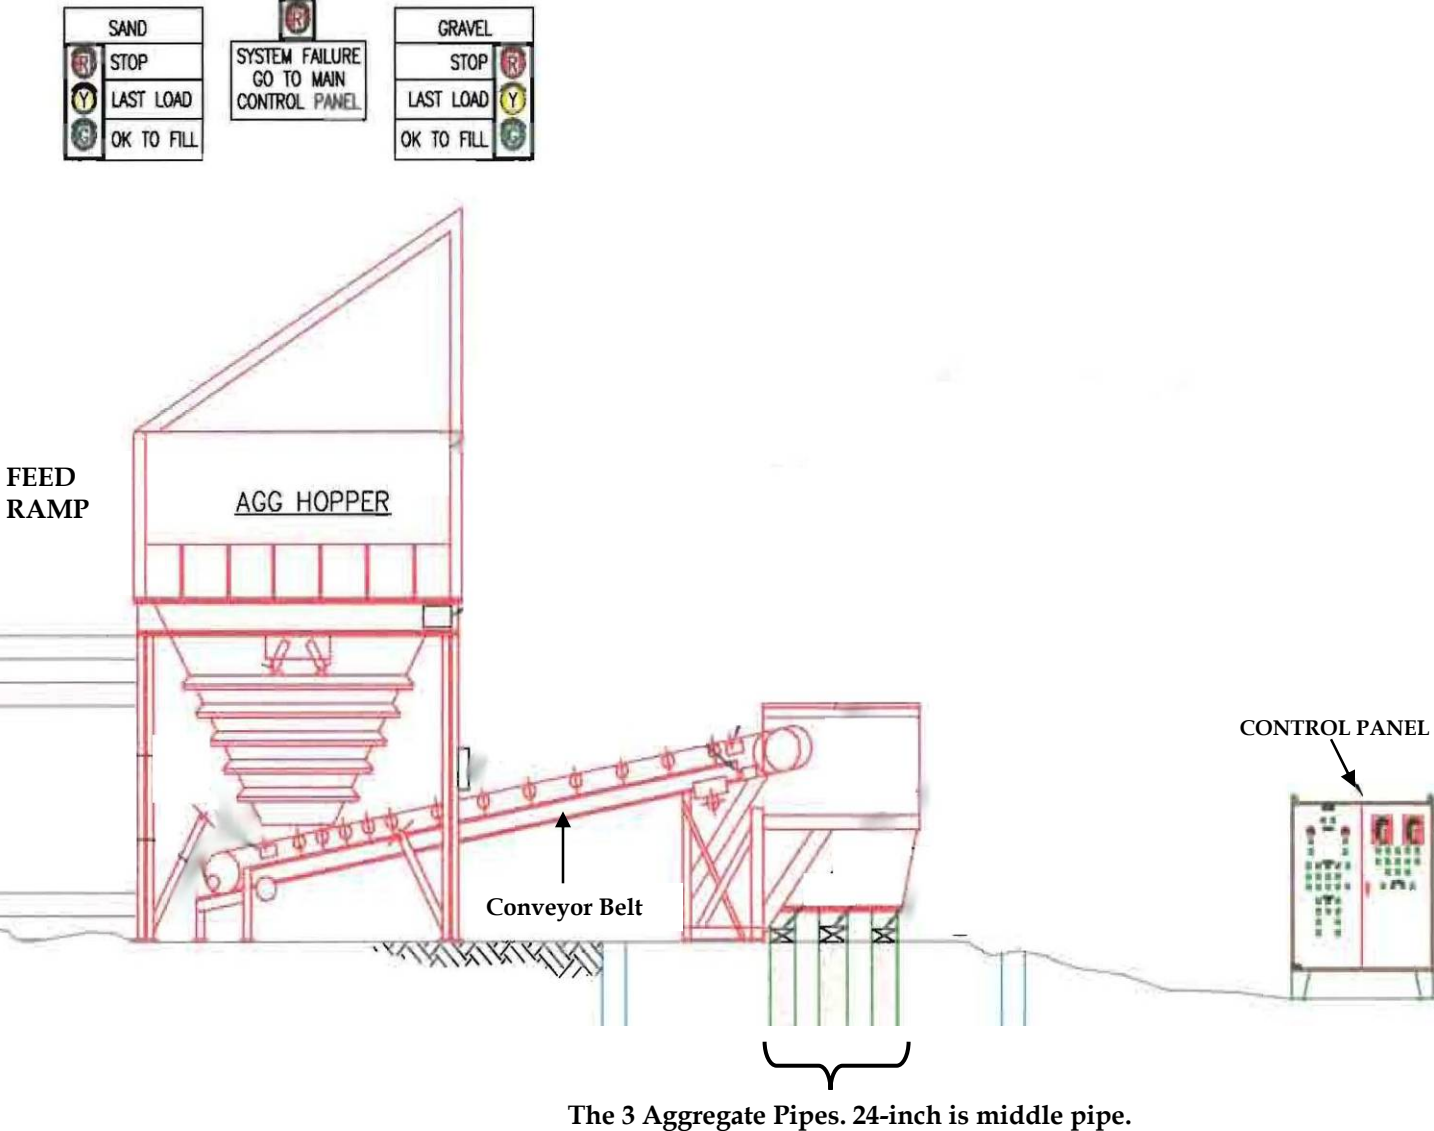 SAND
R STOP
Y LAST LOAD
G OK TO FILL
R
SYSTEM FAILURE
GO TO MAIN
CONTROL PANEL
GRAVEL
STOP R
LAST LOAD Y
OK TO FILL G
FEED
RAMP
AGG HOPPER
CONTROL PANEL
Conveyor Belt
The 3 Aggregate Pipes. 24-inch is middle pipe.